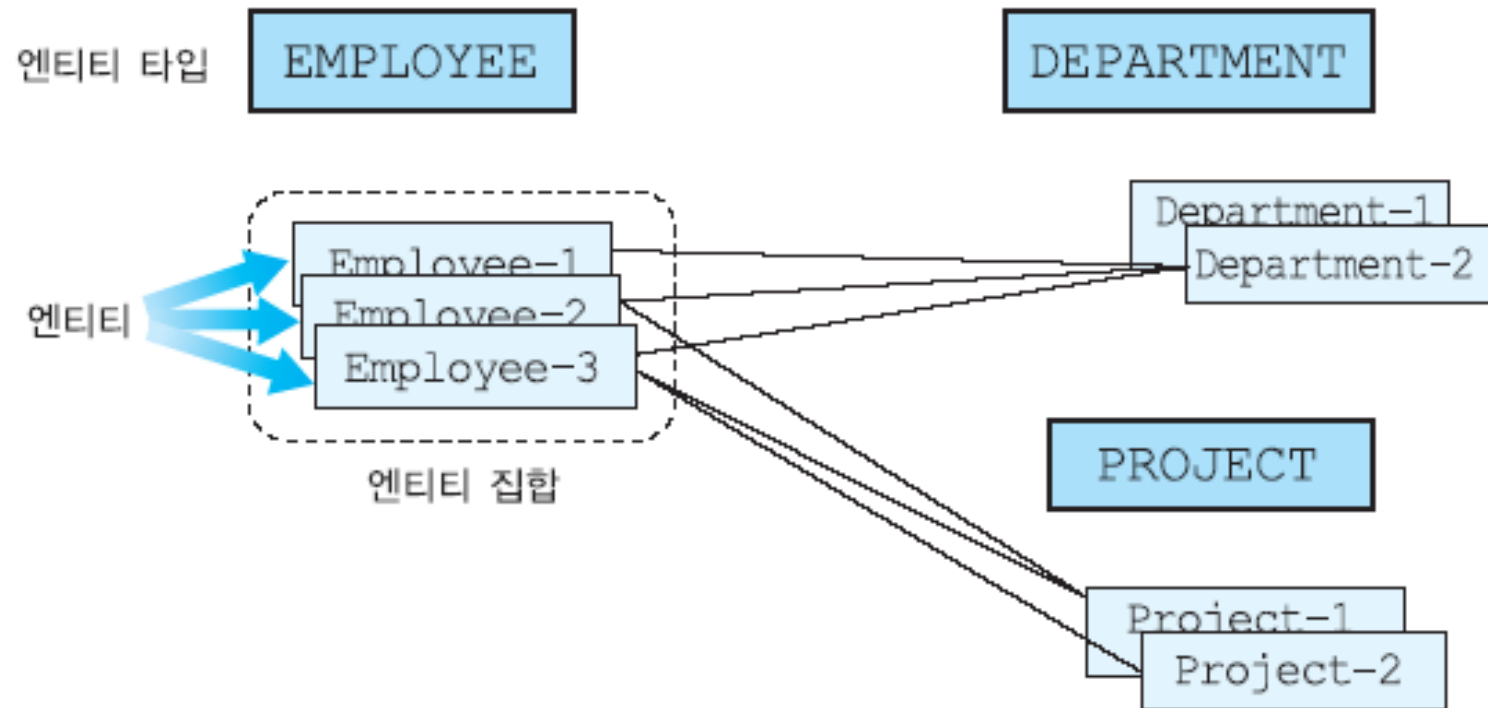 엔티티 타입
EMPLOYEE
DEPARTMENT
Department-1
Department-2
Employee-1
Employee-2
Employee-3
엔티티
엔티티 집합
PROJECT
Project-1
Project-2